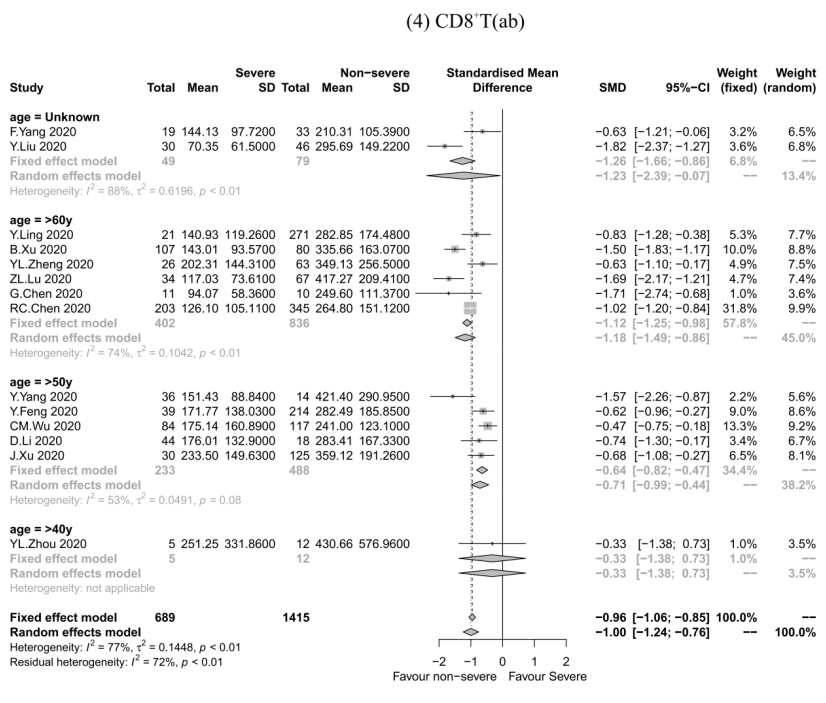 (4) CD8⁺T(ab)
Severe Non−severe Standardised Mean Weight Weight
Study Total Mean SD Total Mean SD Difference SMD 95%−CI (fixed) (random)
age = Unknown
F.Yang 2020 19 144.13 97.7200 33 210.31 105.3900 −0.63 [−1.21; −0.06] 3.2% 6.5%
Y.Liu 2020 30 70.35 61.5000 46 295.69 149.2200 −1.82 [−2.37; −1.27] 3.6% 6.8%
Fixed effect model 49 79 −1.26 [−1.66; −0.86] 6.8% −−
Random effects model −1.23 [−2.39; −0.07] −− 13.4%
Heterogeneity: I² = 88%, τ² = 0.6196, p < 0.01
age = >60y
Y.Ling 2020 21 140.93 119.2600 271 282.85 174.4800 −0.83 [−1.28; −0.38] 5.3% 7.7%
B.Xu 2020 107 143.01 93.5700 80 335.66 163.0700 −1.50 [−1.83; −1.17] 10.0% 8.8%
YL.Zheng 2020 26 202.31 144.3100 63 349.13 256.5000 −0.63 [−1.10; −0.17] 4.9% 7.5%
ZL.Lu 2020 34 117.03 73.6100 67 417.27 209.4100 −1.69 [−2.17; −1.21] 4.7% 7.4%
G.Chen 2020 11 94.07 58.3600 10 249.60 111.3700 −1.71 [−2.74; −0.68] 1.0% 3.6%
RC.Chen 2020 203 126.10 105.1100 345 264.80 151.1200 −1.02 [−1.20; −0.84] 31.8% 9.9%
Fixed effect model 402 836 −1.12 [−1.25; −0.98] 57.8% −−
Random effects model −1.18 [−1.49; −0.86] −− 45.0%
Heterogeneity: I² = 74%, τ² = 0.1042, p < 0.01
age = >50y
Y.Yang 2020 36 151.43 88.8400 14 421.40 290.9500 −1.57 [−2.26; −0.87] 2.2% 5.6%
Y.Feng 2020 39 171.77 138.0300 214 282.49 185.8500 −0.62 [−0.96; −0.27] 9.0% 8.6%
CM.Wu 2020 84 175.14 160.8900 117 241.00 123.1000 −0.47 [−0.75; −0.18] 13.3% 9.2%
D.Li 2020 44 176.01 132.9000 18 283.41 167.3300 −0.74 [−1.30; −0.17] 3.4% 6.7%
J.Xu 2020 30 233.50 149.6300 125 359.12 191.2600 −0.68 [−1.08; −0.27] 6.5% 8.1%
Fixed effect model 233 488 −0.64 [−0.82; −0.47] 34.4% −−
Random effects model −0.71 [−0.99; −0.44] −− 38.2%
Heterogeneity: I² = 53%, τ² = 0.0491, p = 0.08
age = >40y
YL.Zhou 2020 5 251.25 331.8600 12 430.66 576.9600 −0.33 [−1.38; 0.73] 1.0% 3.5%
Fixed effect model 5 12 −0.33 [−1.38; 0.73] 1.0% −−
Random effects model −0.33 [−1.38; 0.73] −− 3.5%
Heterogeneity: not applicable
Fixed effect model 689 1415 −0.96 [−1.06; −0.85] 100.0% −−
Random effects model −1.00 [−1.24; −0.76] −− 100.0%
Heterogeneity: I² = 77%, τ² = 0.1448, p < 0.01
Residual heterogeneity: I² = 72%, p < 0.01
−2 −1 0 1 2
Favour non−severe Favour Severe